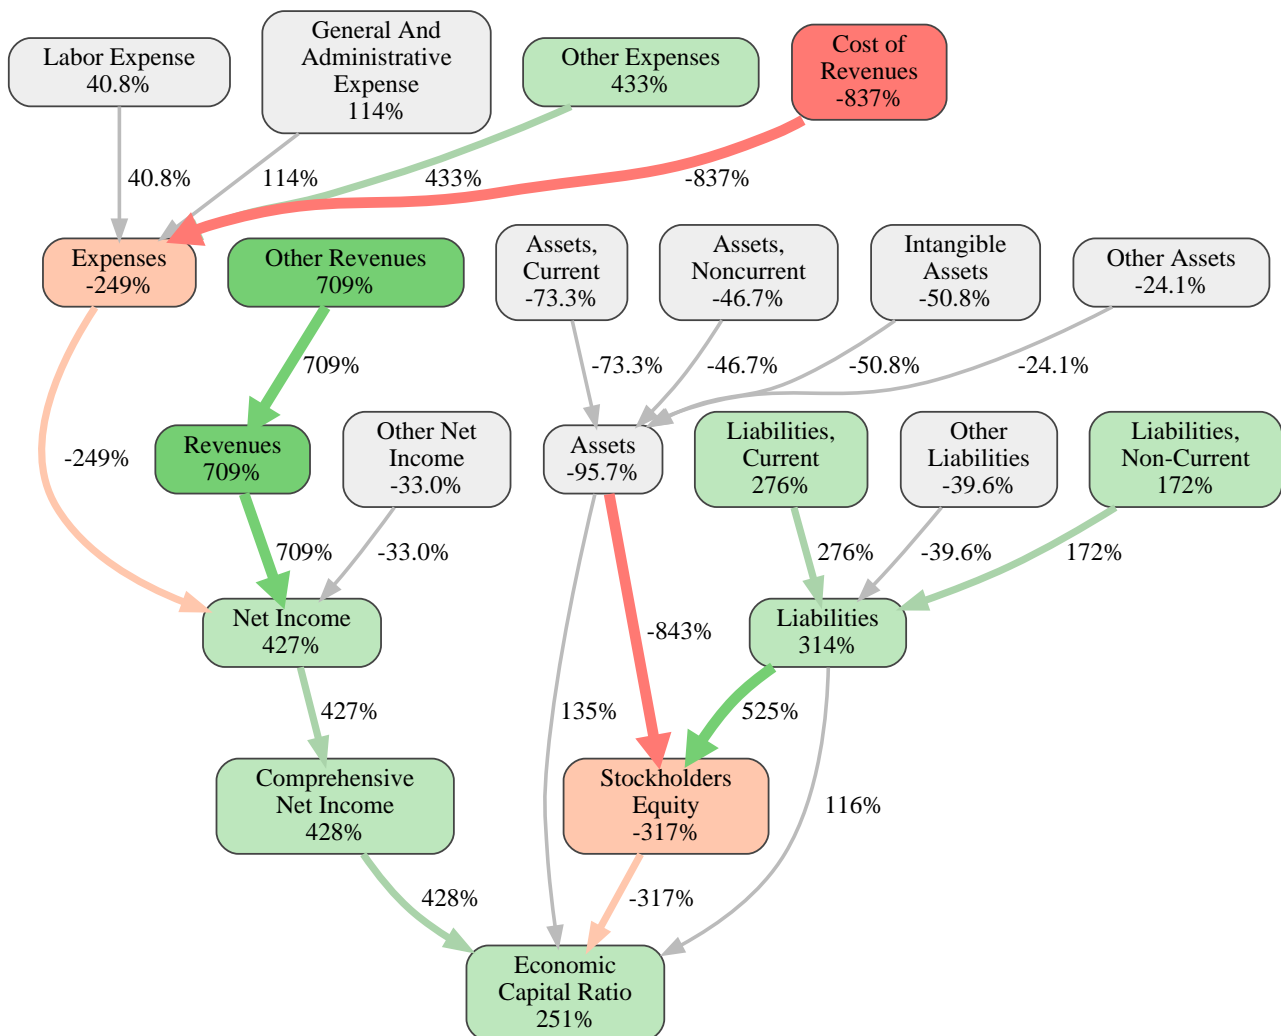 Labor Expense
40.8%
General And
Administrative
Expense
114%
Other Expenses
433%
Cost of
Revenues
-837%
40.8%
114%
433%
-837%
Expenses
-249%
Other Revenues
709%
Assets,
Current
-73.3%
Assets,
Noncurrent
-46.7%
Intangible
Assets
-50.8%
Other Assets
-24.1%
709%
-73.3%
-46.7%
-50.8%
-24.1%
-249%
Revenues
709%
Other Net
Income
-33.0%
Assets
-95.7%
Liabilities,
Current
276%
Other
Liabilities
-39.6%
Liabilities,
Non-Current
172%
709%
-33.0%
276%
-39.6%
172%
Net Income
427%
-843%
Liabilities
314%
427%
135%
525%
Comprehensive
Net Income
428%
Stockholders
Equity
-317%
116%
428%
-317%
Economic
Capital Ratio
251%